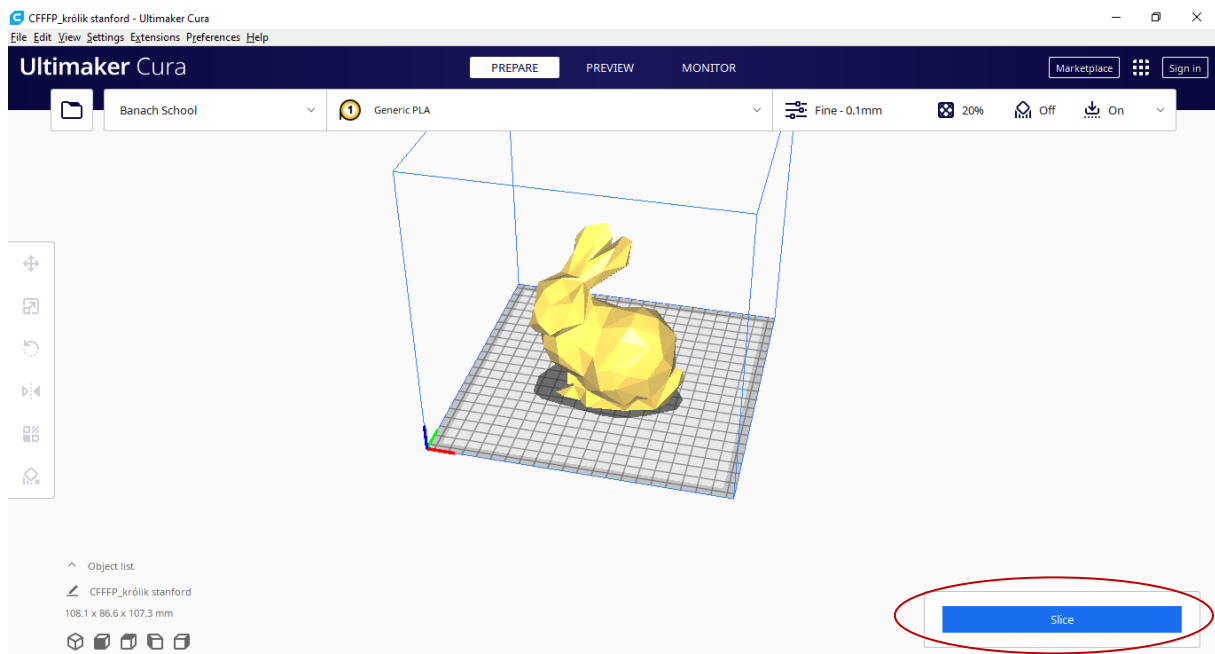 CFFFP_królik stanford - Ultimaker Cura
File Edit View Settings Extensions Preferences Help
Ultimaker Cura
PREPARE PREVIEW MONITOR
Marketplace Sign in
Banach School 1 Generic PLA Fine - 0.1mm 20% Off On
Object list
CFFFP_królik stanford
108.1 x 86.6 x 107.3 mm
Slice